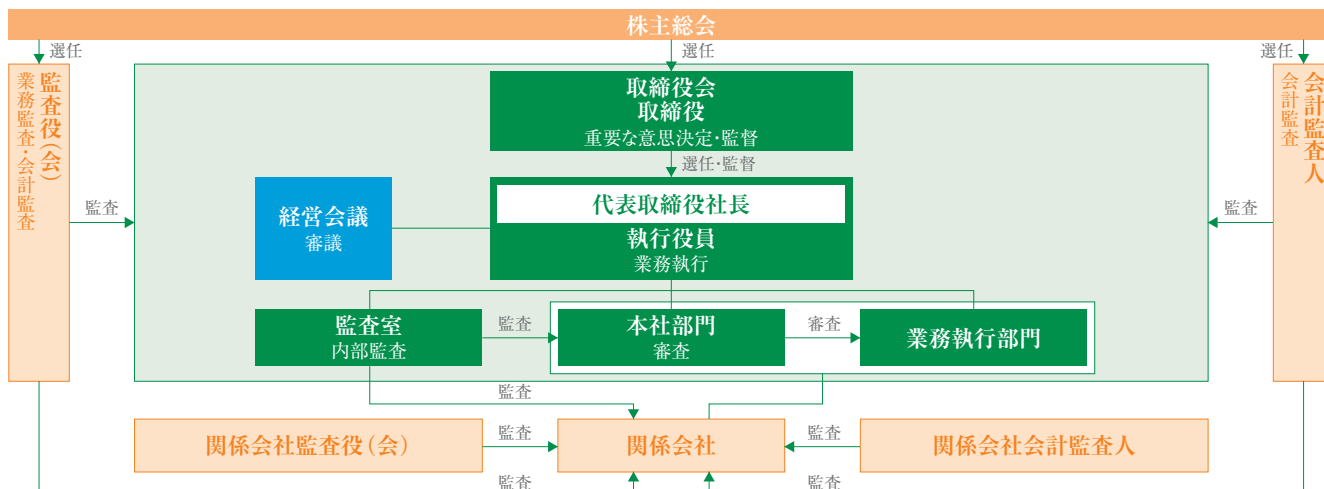 株主総会
選任
選任
選任
監査役（会）
業務監査・会計監査
取締役会
取締役
重要な意思決定・監督
会計監査人
会計監査
選任・監督
経営会議
審議
代表取締役社長
執行役員
業務執行
監査
監査
監査室
内部監査
監査
本社部門
審査
審査
業務執行部門
監査
関係会社監査役（会）
監査
関係会社
監査
関係会社会計監査人
監査
監査